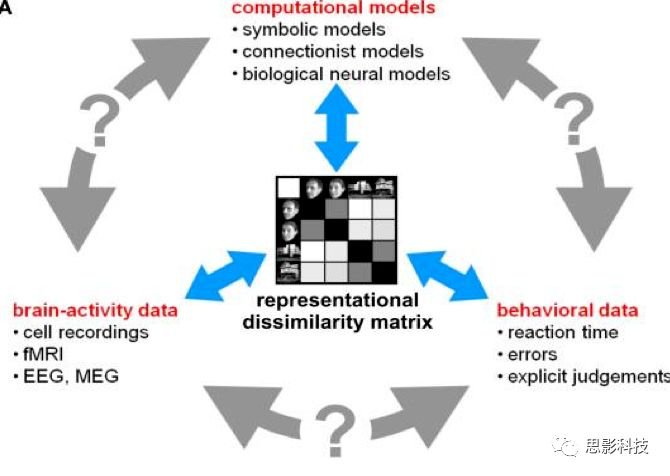 A
computational models
• symbolic models
• connectionist models
• biological neural models
?
?
representational
dissimilarity matrix
brain-activity data
• cell recordings
• fMRI
• EEG, MEG
behavioral data
• reaction time
• errors
• explicit judgements
?
思影科技